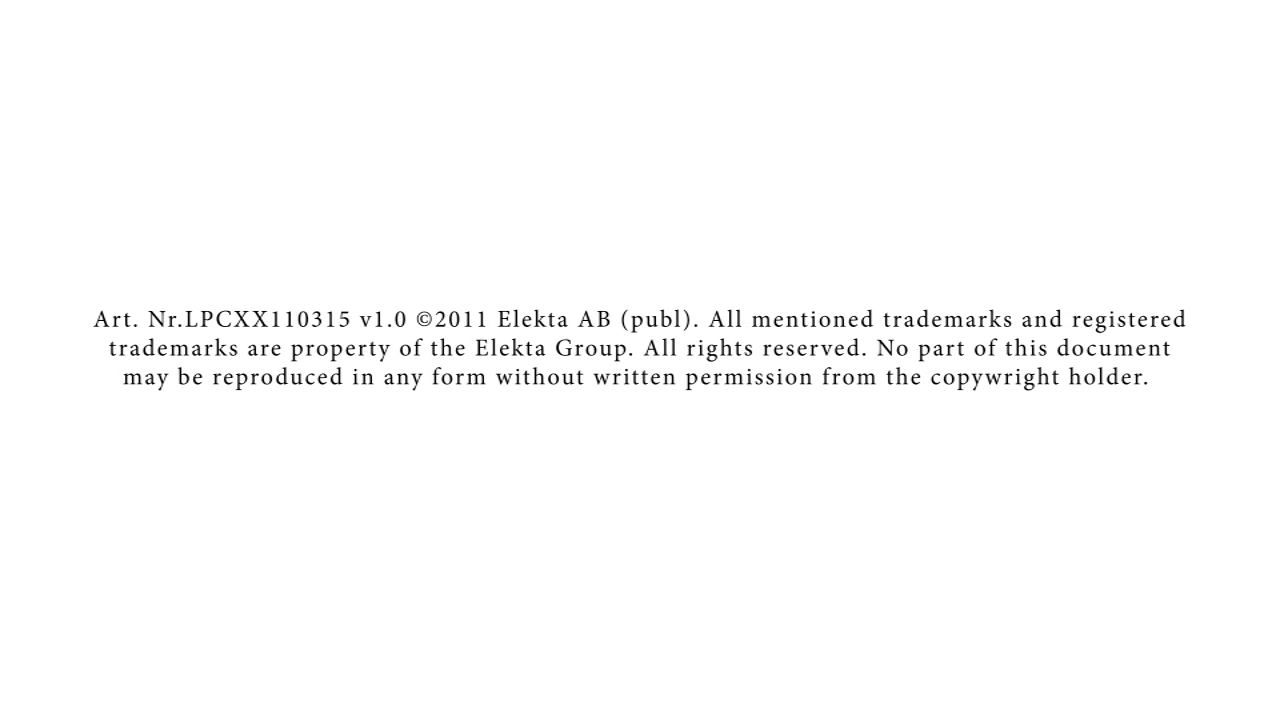 Art. Nr.LPCXX110315 v1.0 ©2011 Elekta AB (publ). All mentioned trademarks and registered
trademarks are property of the Elekta Group. All rights reserved. No part of this document
may be reproduced in any form without written permission from the copywright holder.